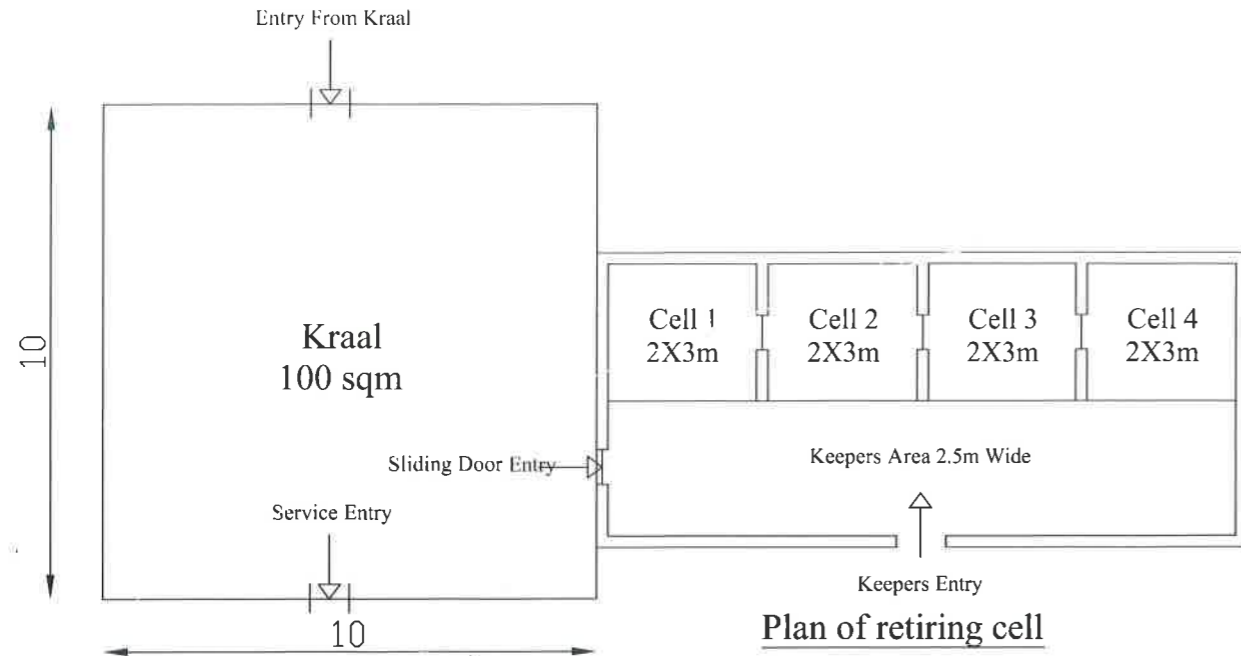 Entry From Kraal
10
Kraal
100 sqm
Cell 1
2X3m
Cell 2
2X3m
Cell 3
2X3m
Cell 4
2X3m
Sliding Door Entry
Keepers Area 2.5m Wide
Service Entry
Keepers Entry
10
Plan of retiring cell